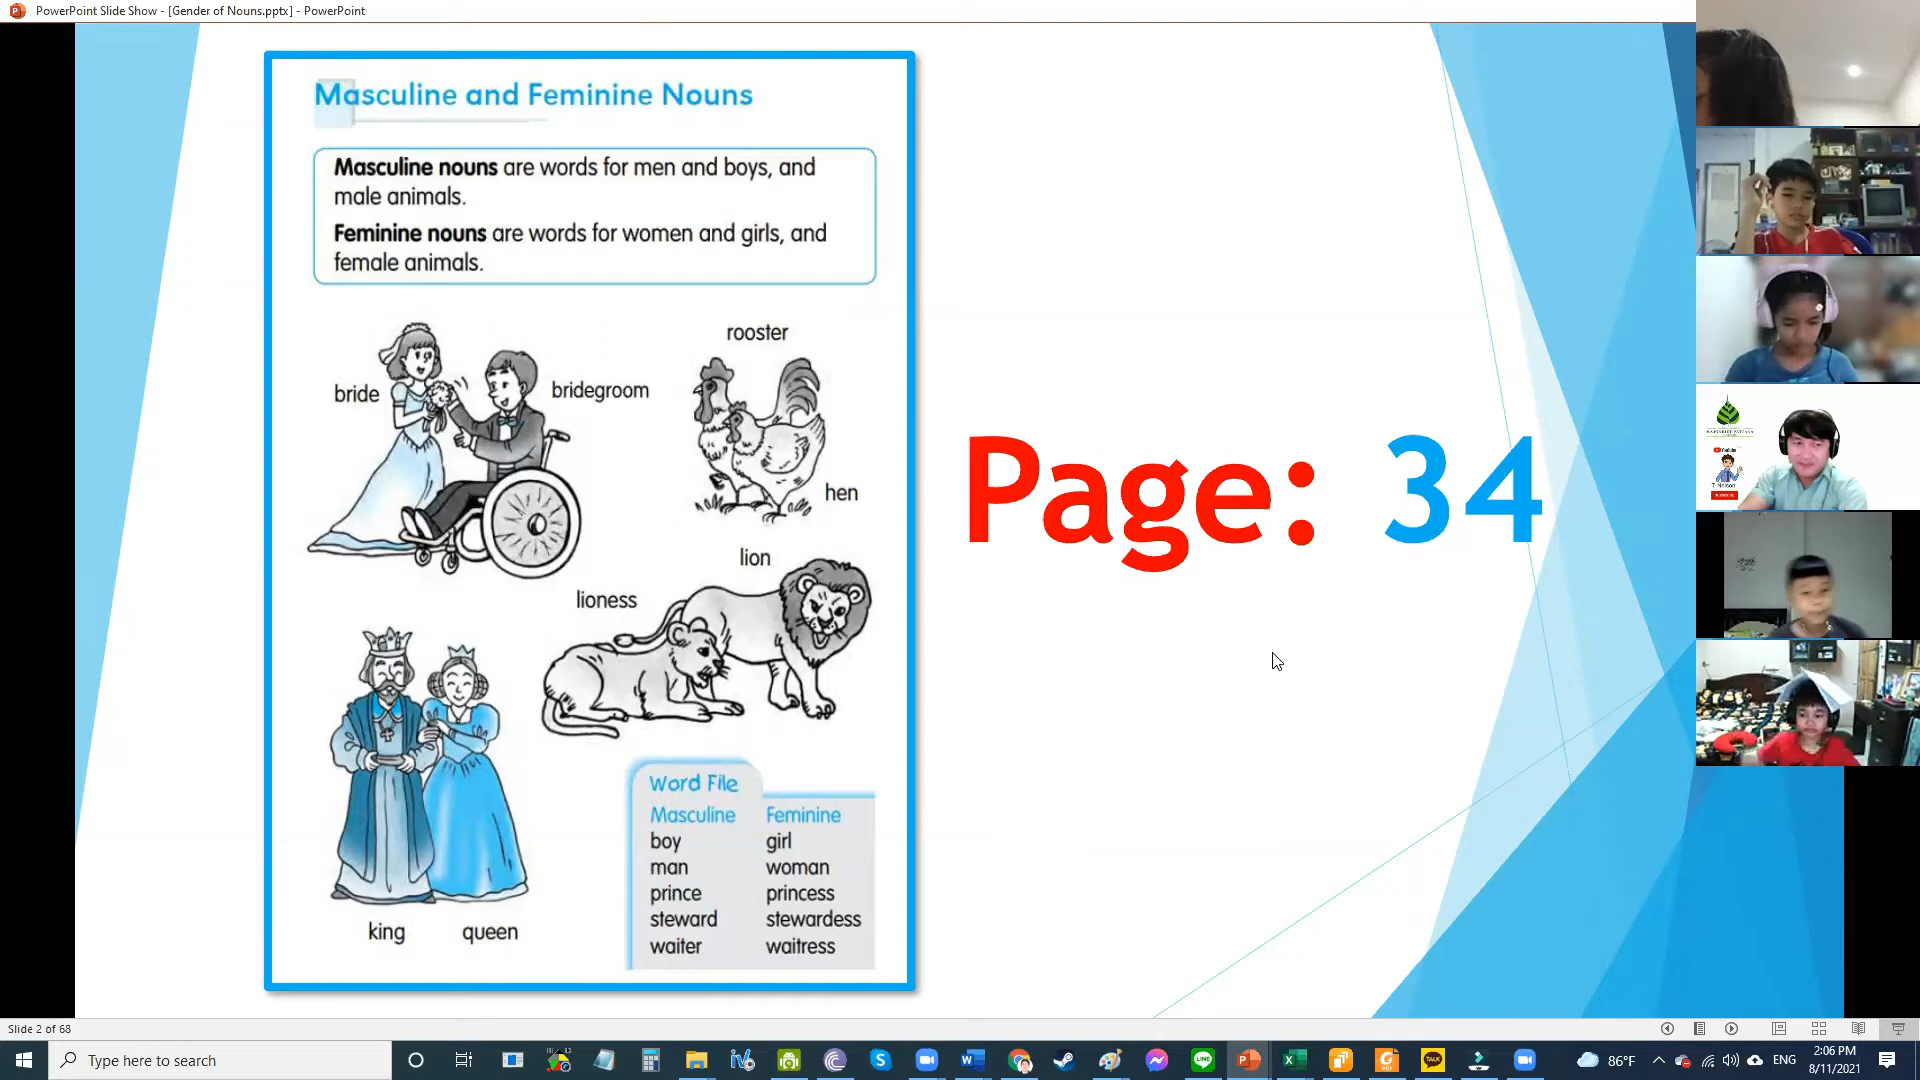 PowerPoint Slide Show - [Gender of Nouns.pptx] - PowerPoint
Masculine and Feminine Nouns
Masculine nouns are words for men and boys, and
male animals.
Feminine nouns are words for women and girls, and
female animals.
rooster
bride
bridegroom
hen
lion
lioness
king
queen
Word File
Masculine Feminine
boy girl
man woman
prince princess
steward stewardess
waiter waitress
Page: 34
YouTube
T. Nelson
SUBSCRIBE
Slide 2 of 68
Type here to search
86°F
ENG
2:06 PM
8/11/2021